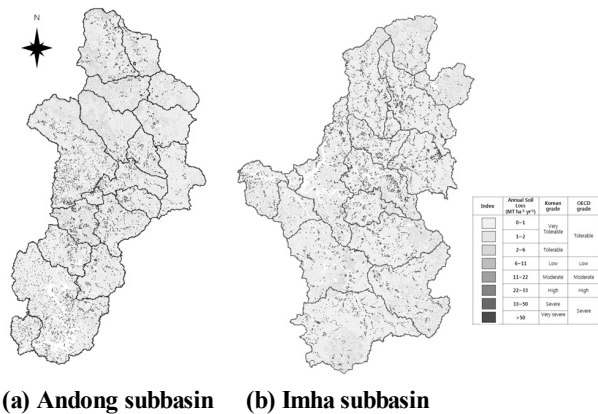 N
Index Annual Soil Loss (MT ha⁻¹ yr⁻¹) Korean grade OECD grade
0~1 Very Tolerable Tolerable
1~2
2~6 Tolerable
6~11 Low Low
11~22 Moderate Moderate
22~33 High High
33~50 Severe Severe
>50 Very severe
(a) Andong subbasin (b) Imha subbasin